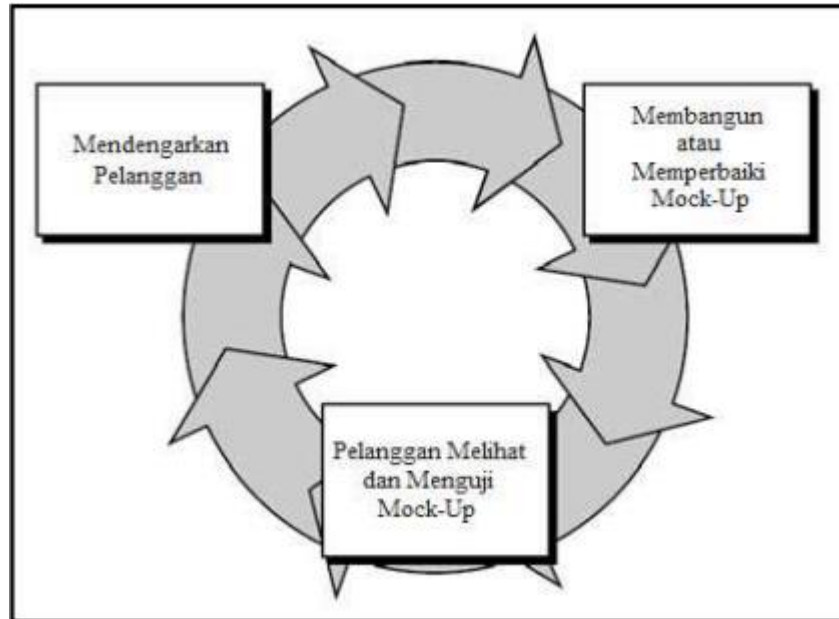 Mendengarkan
Pelanggan
Membangun
atau
Memperbaiki
Mock-Up
Pelanggan Melihat
dan Menguji
Mock-Up